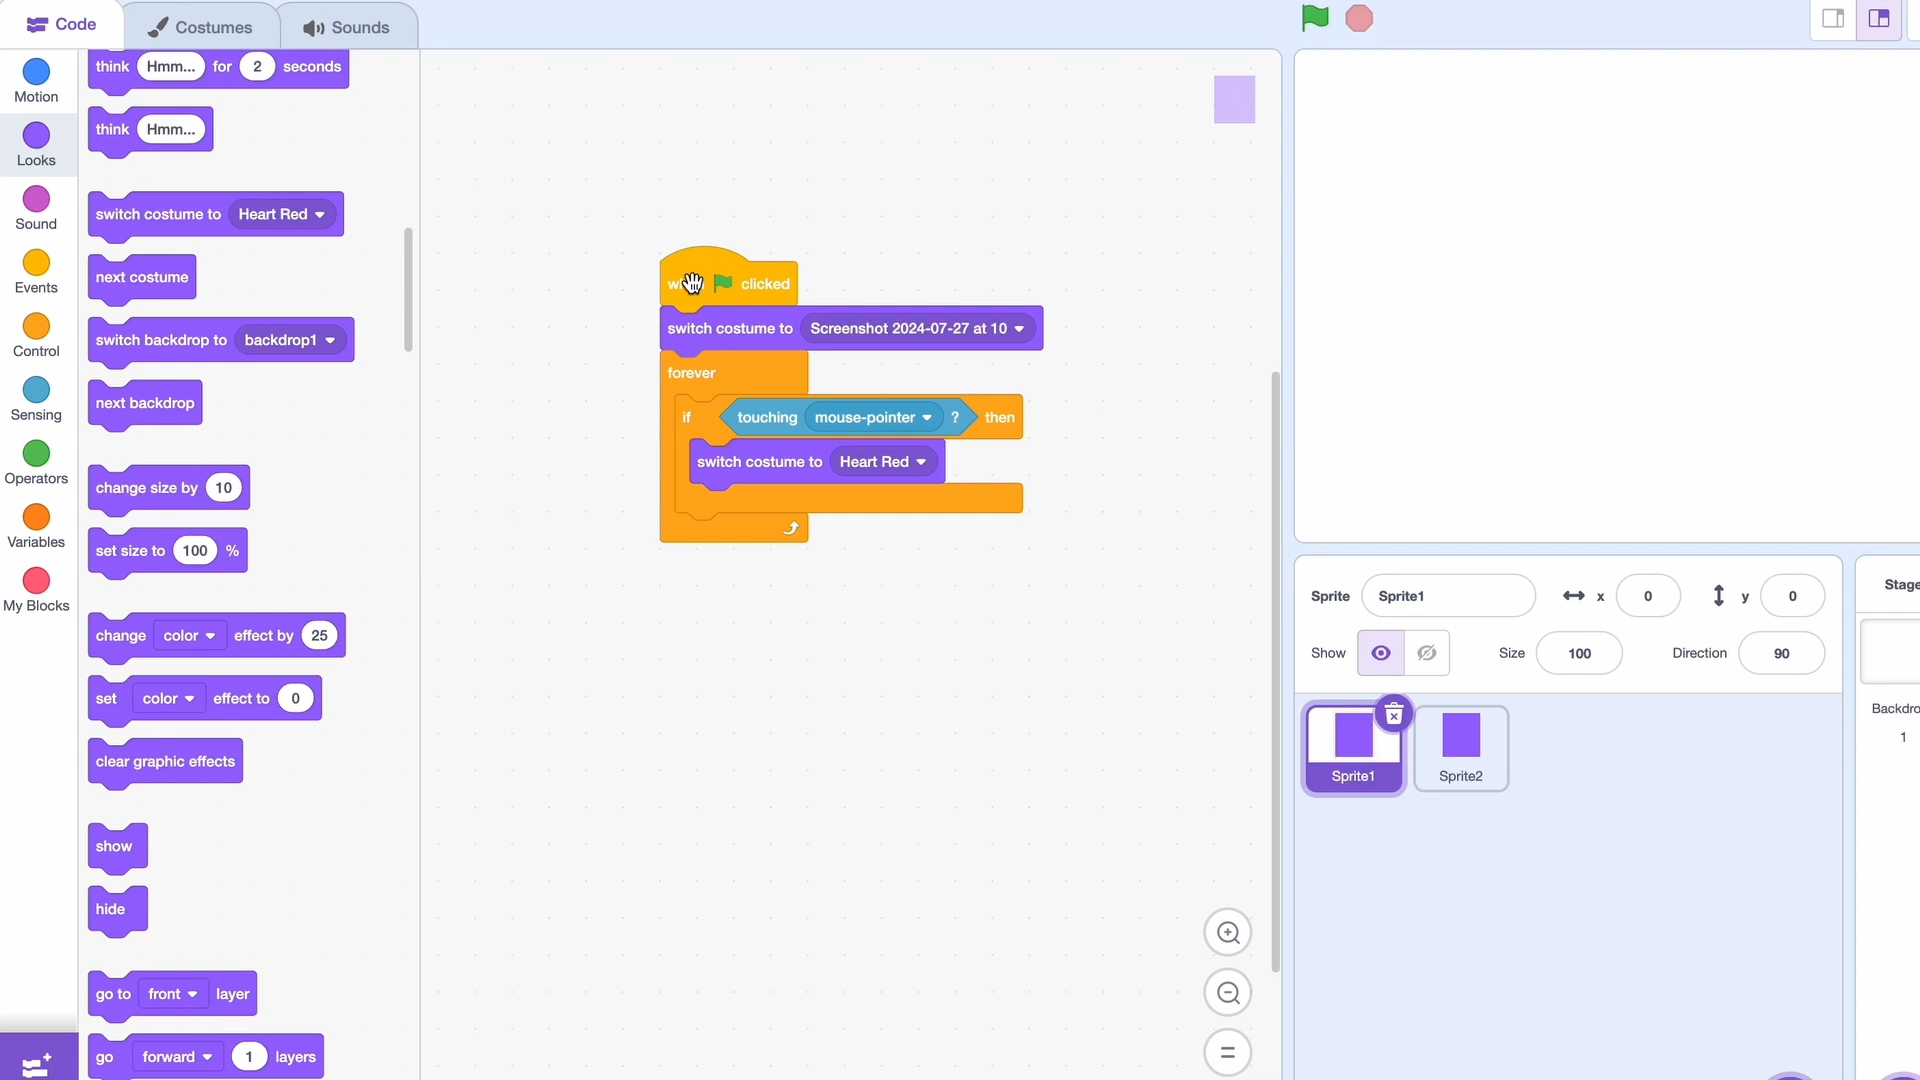 Code
Costumes
Sounds
Motion
Looks
Sound
Events
Control
Sensing
Operators
Variables
My Blocks
think Hmm... for 2 seconds
think Hmm...
switch costume to Heart Red
next costume
switch backdrop to backdrop1
next backdrop
change size by 10
set size to 100 %
change color effect by 25
set color effect to 0
clear graphic effects
show
hide
go to front layer
go forward 1 layers
clicked
switch costume to Screenshot 2024-07-27 at 10
forever
if touching mouse-pointer ? then
switch costume to Heart Red
Sprite Sprite1 x 0 y 0
Show Size 100 Direction 90
Sprite1
Sprite2
Stage
Backdro
1